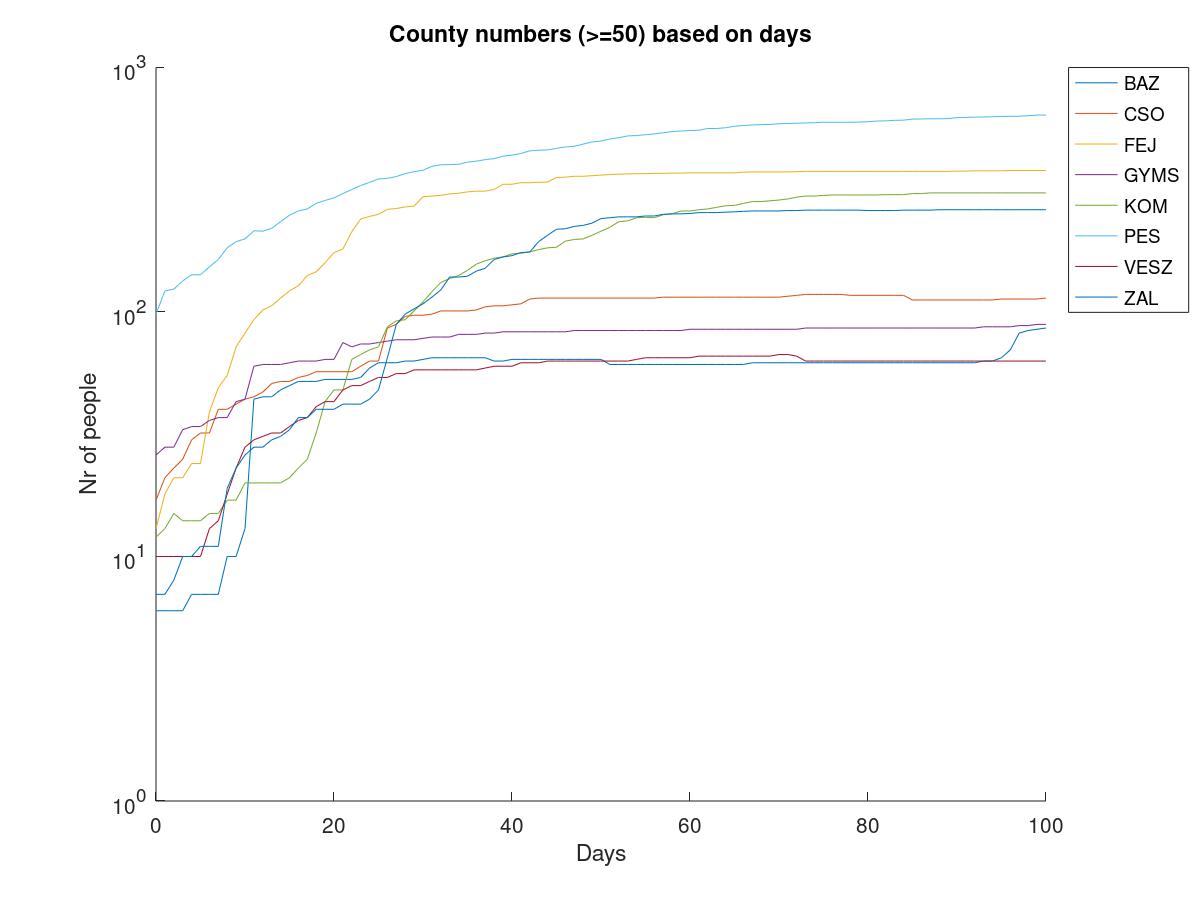 County numbers (>=50) based on days
10^3
10^2
10^1
10^0
Nr of people
0 20 40 60 80 100
Days
BAZ
CSO
FEJ
GYMS
KOM
PES
VESZ
ZAL